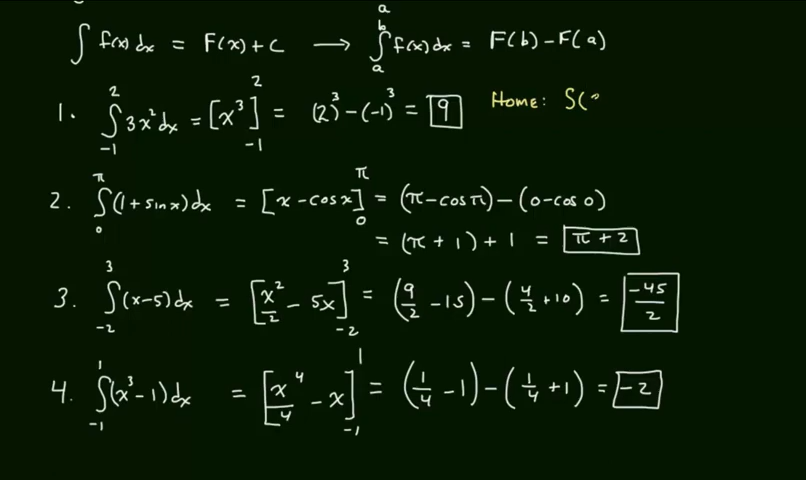 a
∫ f(x) dx = F(x) + C ⟶ ∫_a^b f(x) dx = F(b) − F(a)
1. ∫_{-1}^{2} 3x² dx = [x³]_{-1}^{2} = (2)³ − (−1)³ = 9 Home: S(
2. ∫_0^π (1 + sin x) dx = [x − cos x]_0^π = (π − cos π) − (0 − cos 0)
= (π + 1) + 1 = π + 2
3. ∫_{-2}^{3} (x − 5) dx = [x²/2 − 5x]_{-2}^{3} = (9/2 − 15) − (4/2 + 10) = −45/2
4. ∫_{-1}^{1} (x³ − 1) dx = [x⁴/4 − x]_{-1}^{1} = (1/4 − 1) − (1/4 + 1) = −2